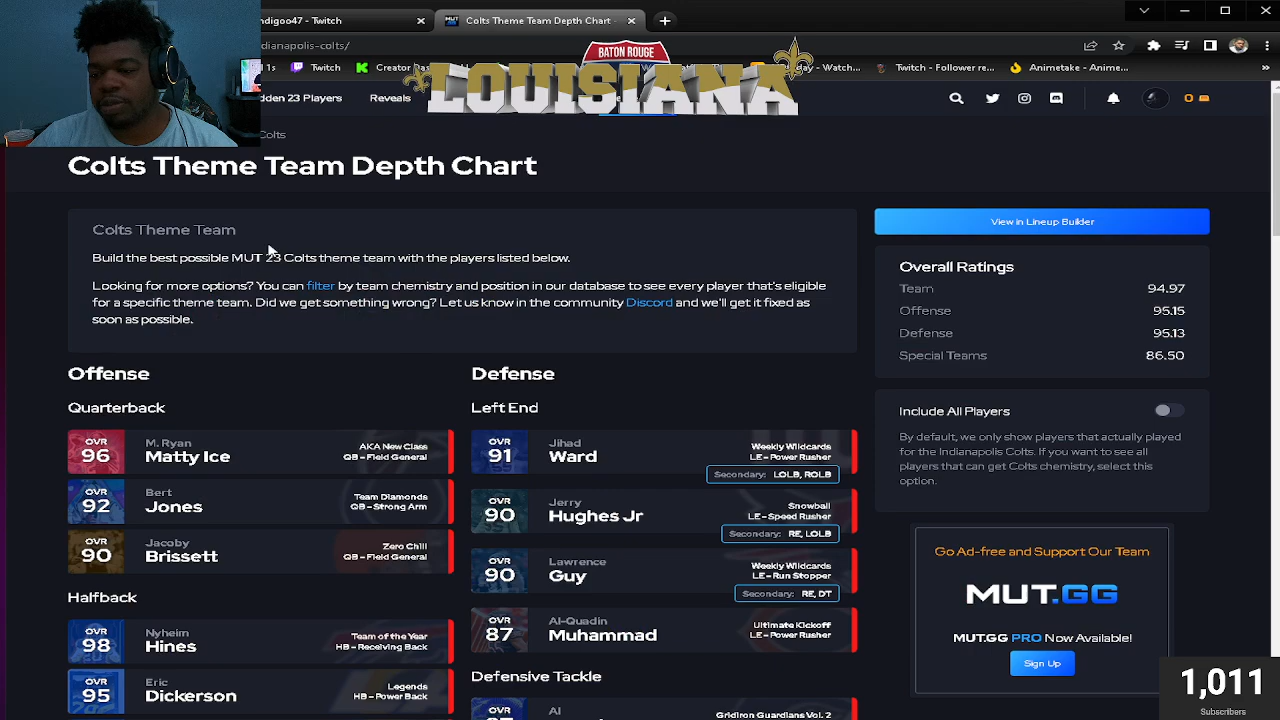 ndigoo47 - Twitch
Colts Theme Team Depth Chart -
dianapolis-colts/
Twitch
BATON ROUGE
LOUISIANA
Twitch - Follower re...
Animetake - Anime...
dden 23 Players
Reveals
0
Colts
Colts Theme Team Depth Chart
Colts Theme Team
Build the best possible MUT 23 Colts theme team with the players listed below.
Looking for more options? You can filter by team chemistry and position in our database to see every player that's eligible
for a specific theme team. Did we get something wrong? Let us know in the community Discord and we'll get it fixed as
soon as possible.
View in Lineup Builder
Overall Ratings
Team 94.97
Offense 95.15
Defense 95.13
Special Teams 86.50
Include All Players
By default, we only show players that actually played
for the Indianapolis Colts. If you want to see all
players that can get Colts chemistry, select this
option.
Go Ad-free and Support Our Team
MUT.GG
MUT.GG PRO Now Available!
Sign Up
Offense
Quarterback
OVR
96
M. Ryan
Matty Ice
AKA New Class
QB - Field General
OVR
92
Bert
Jones
Team Diamonds
QB - Strong Arm
OVR
90
Jacoby
Brissett
Zero Chill
QB - Field General
Halfback
OVR
98
Nyheim
Hines
Team of the Year
HB - Receiving Back
OVR
95
Eric
Dickerson
Legends
HB - Power Back
Defense
Left End
OVR
91
Jihad
Ward
Weekly Wildcards
LE - Power Rusher
Secondary: LOLB, ROLB
OVR
90
Jerry
Hughes Jr
Snowball
LE - Speed Rusher
Secondary: RE, LOLB
OVR
90
Lawrence
Guy
Weekly Wildcards
LE - Run Stopper
Secondary: RE, DT
OVR
87
Al-Quadin
Muhammad
Ultimate Kickoff
LE - Power Rusher
Defensive Tackle
OVR
Al
Gridiron Guardians Vol. 2
1,011
Subscribers